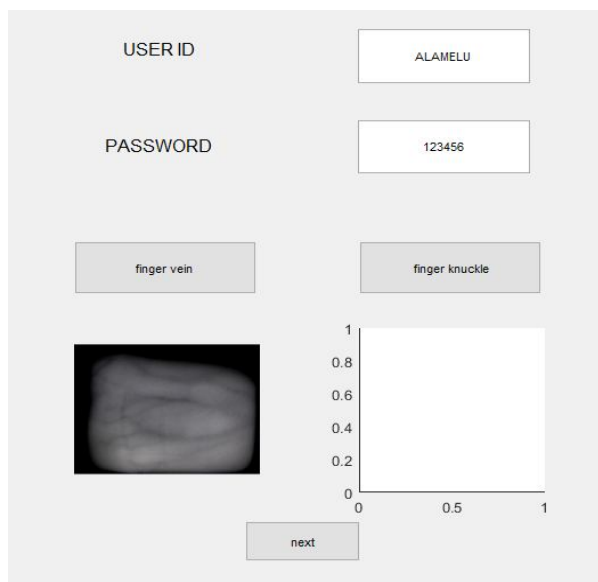 USER ID
ALAMELU
PASSWORD
123456
finger vein
finger knuckle
1
0.8
0.6
0.4
0.2
0
0 0.5 1
next